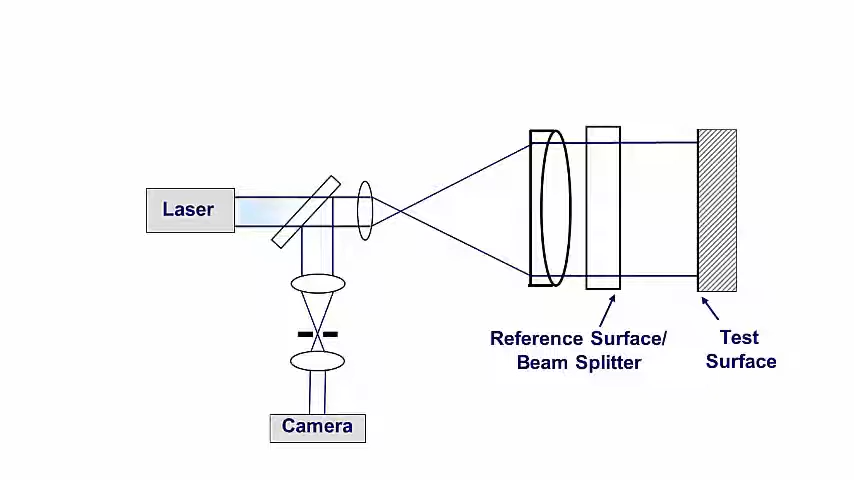 Laser
Reference Surface/
Beam Splitter
Test
Surface
Camera